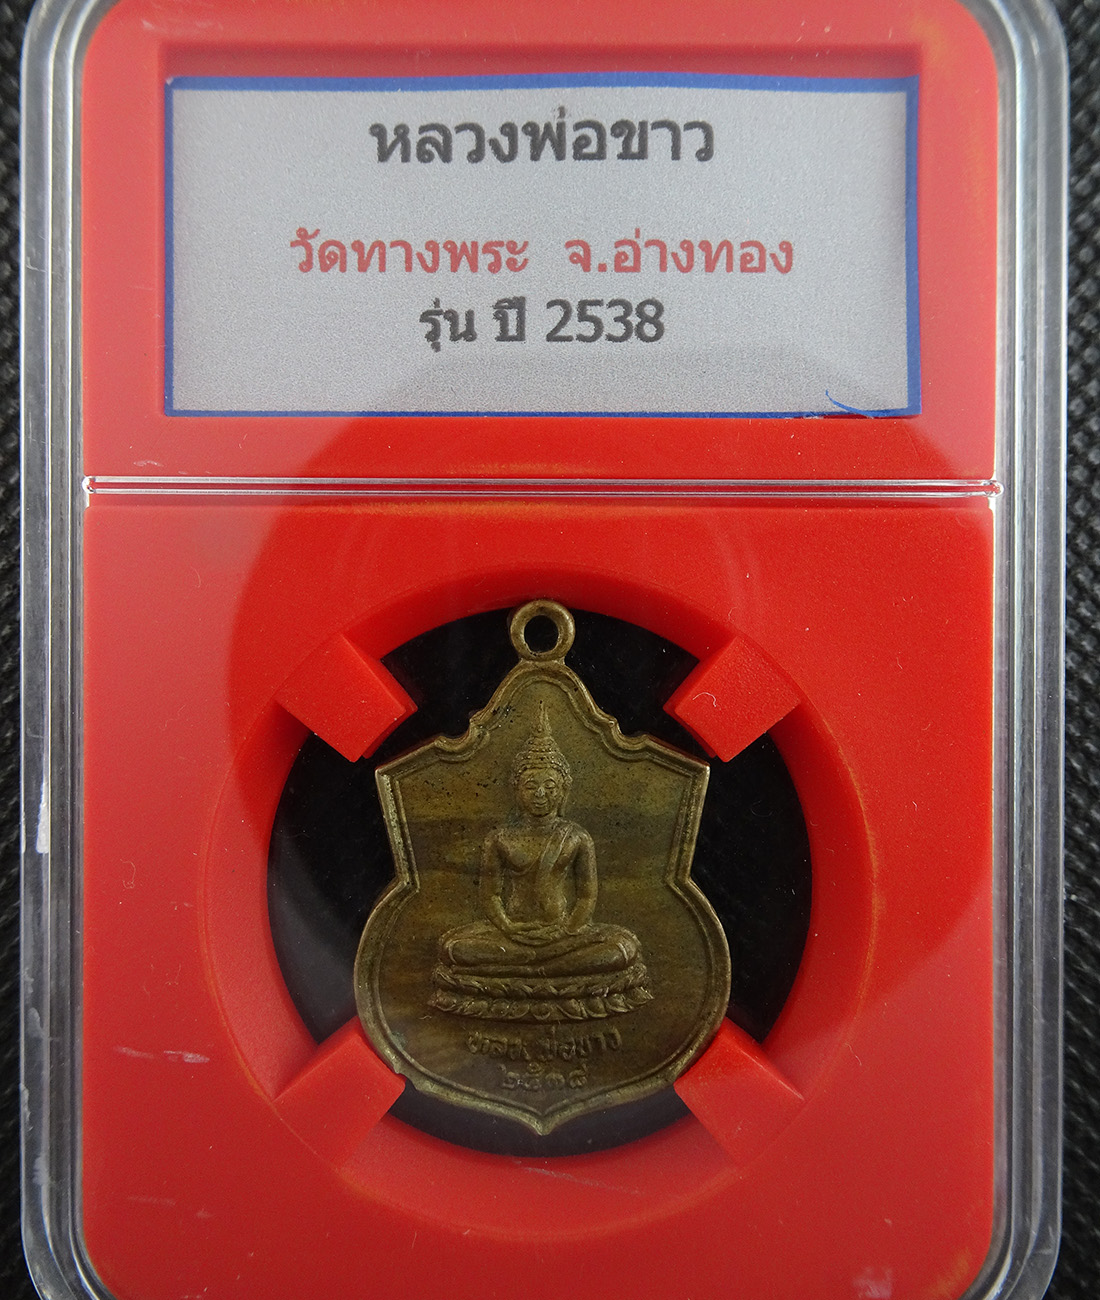 หลวงพ่อขาว
วัดทางพระ จ.อ่างทอง
รุ่น ปี 2538
หลวงพ่อขาว
๒๕๓๘